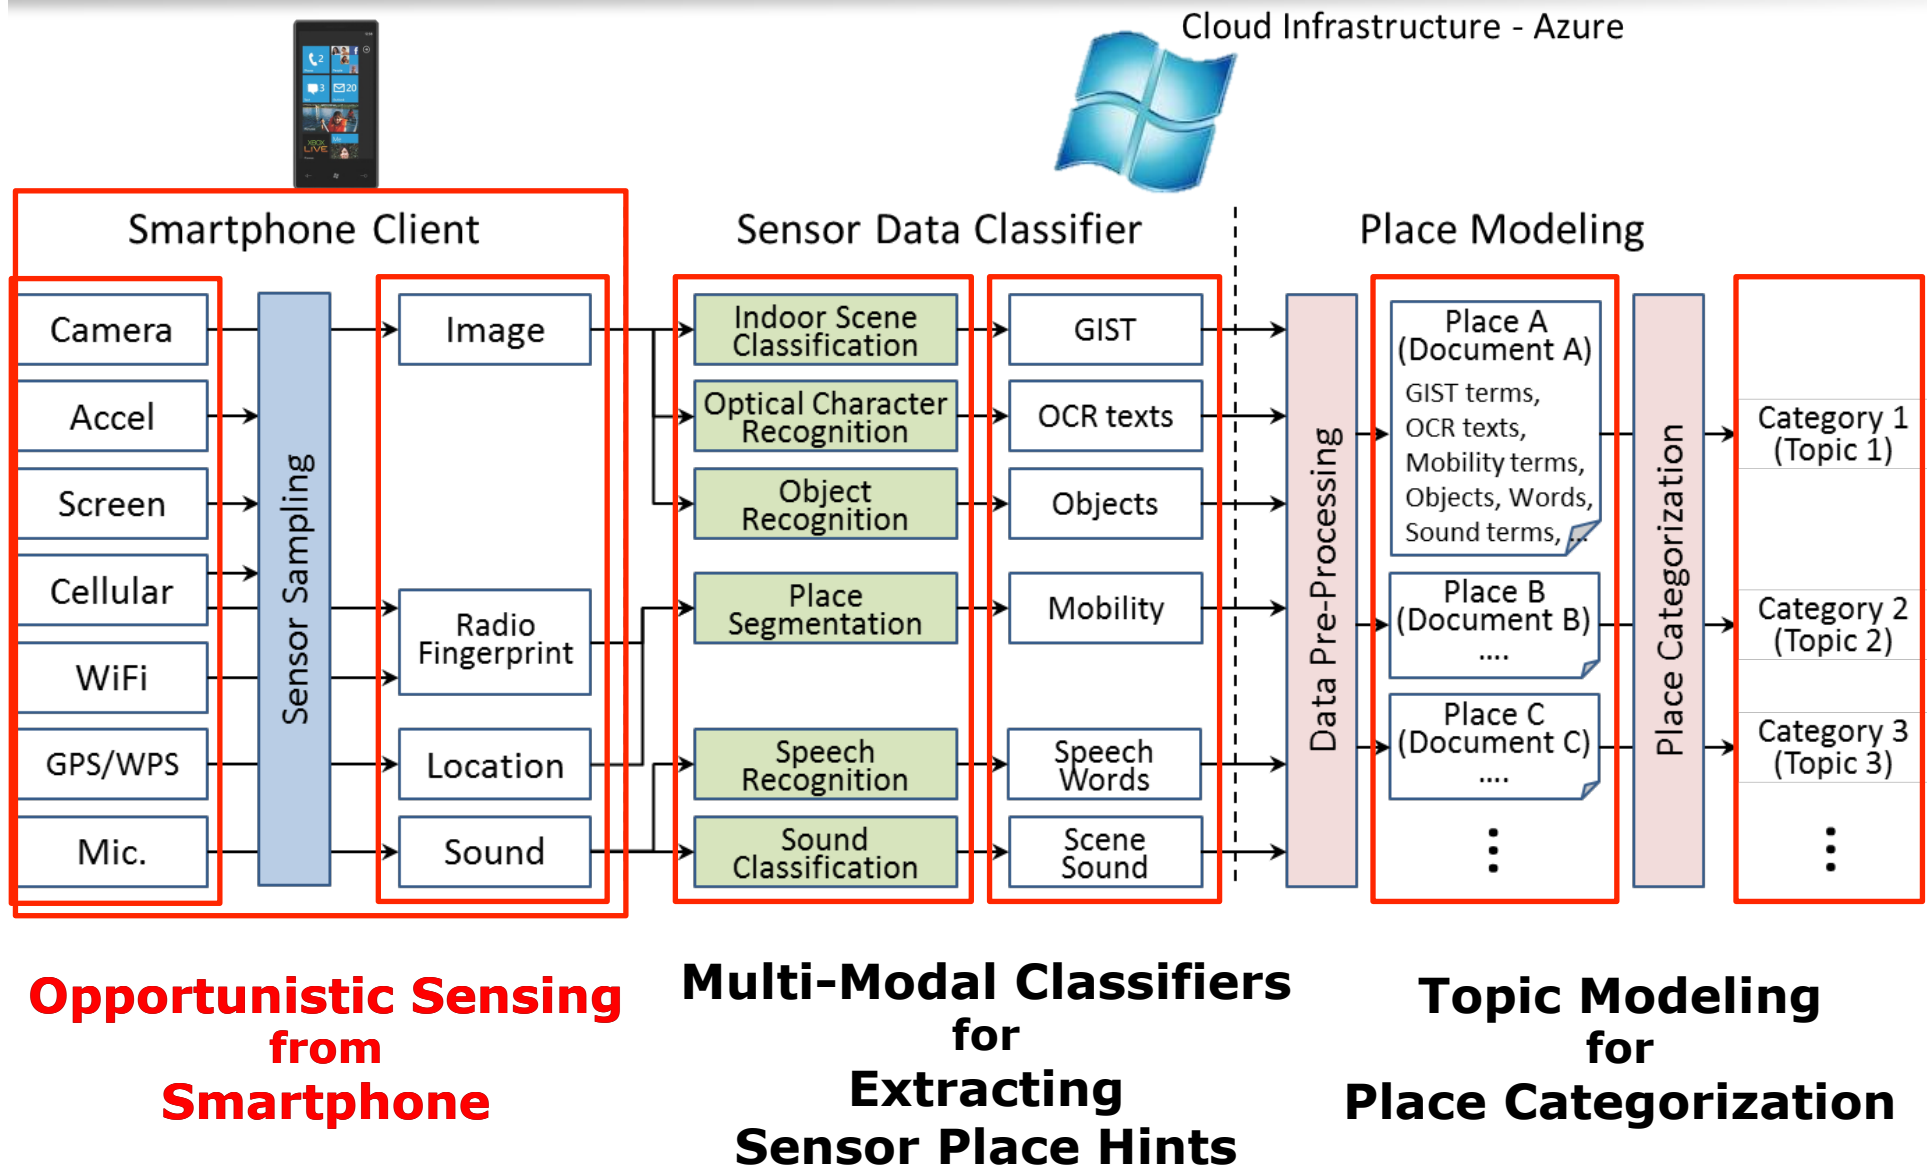 Cloud Infrastructure - Azure
2
3
20
XBOX
LIVE
Smartphone Client
Sensor Data Classifier
Place Modeling
Camera
Accel
Screen
Cellular
WiFi
GPS/WPS
Mic.
Sensor Sampling
Image
Radio
Fingerprint
Location
Sound
Indoor Scene
Classification
Optical Character
Recognition
Object
Recognition
Place
Segmentation
Speech
Recognition
Sound
Classification
GIST
OCR texts
Objects
Mobility
Speech
Words
Scene
Sound
Data Pre-Processing
Place A
(Document A)
GIST terms,
OCR texts,
Mobility terms,
Objects, Words,
Sound terms, ...
Place B
(Document B)
....
Place C
(Document C)
....
Place Categorization
Category 1
(Topic 1)
Category 2
(Topic 2)
Category 3
(Topic 3)
Opportunistic Sensing
from
Smartphone
Multi-Modal Classifiers
for
Extracting
Sensor Place Hints
Topic Modeling
for
Place Categorization